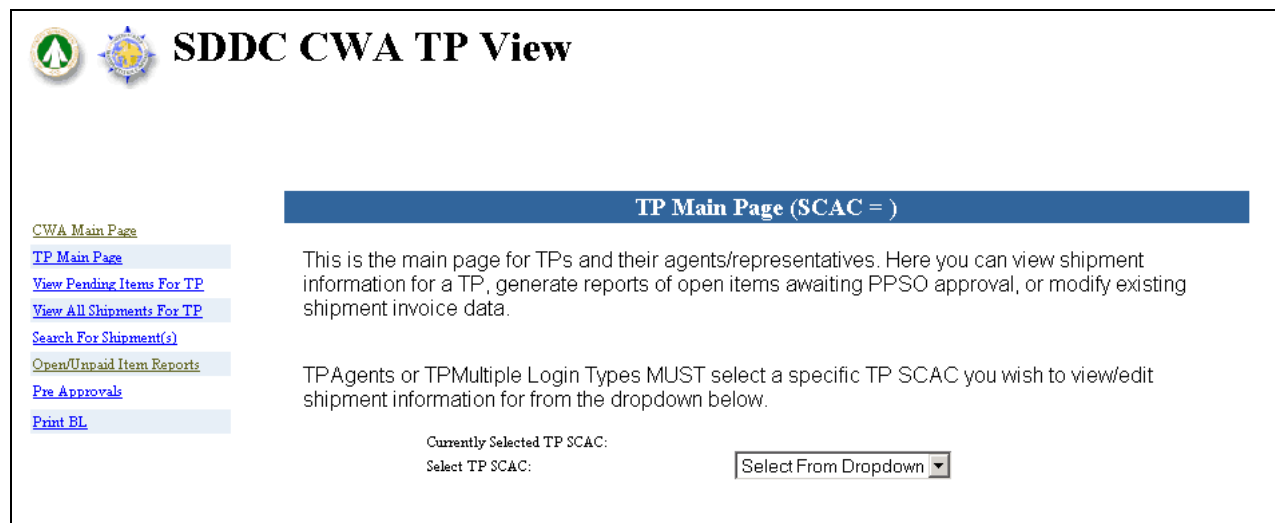 SDDC CWA TP View
TP Main Page (SCAC = )
CWA Main Page
TP Main Page
View Pending Items For TP
View All Shipments For TP
Search For Shipment(s)
Open/Unpaid Item Reports
Pre Approvals
Print BL
This is the main page for TPs and their agents/representatives. Here you can view shipment
information for a TP, generate reports of open items awaiting PPSO approval, or modify existing
shipment invoice data.
TPAgents or TPMultiple Login Types MUST select a specific TP SCAC you wish to view/edit
shipment information for from the dropdown below.
Currently Selected TP SCAC:
Select TP SCAC: Select From Dropdown